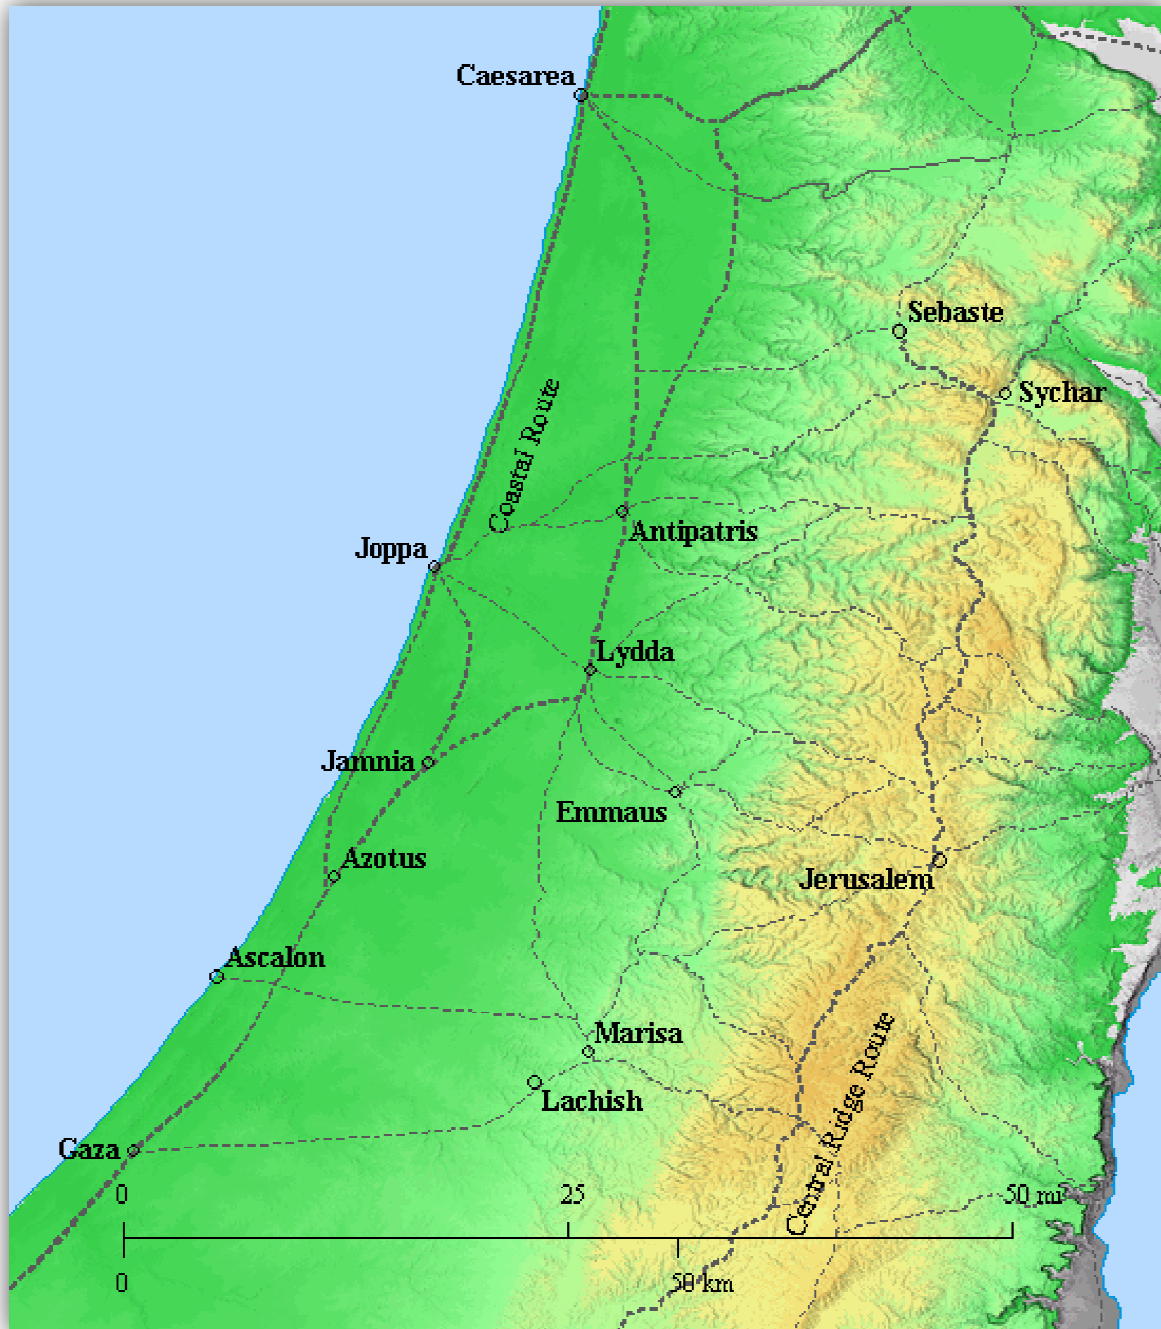 Caesarea
Sebaste
Sychar
Coastal Route
Antipatris
Joppa
Lydda
Jamnia
Emmaus
Azotus
Jerusalem
Ascalon
Marisa
Lachish
Central Ridge Route
Gaza
0 25 50 mi
0 50 km